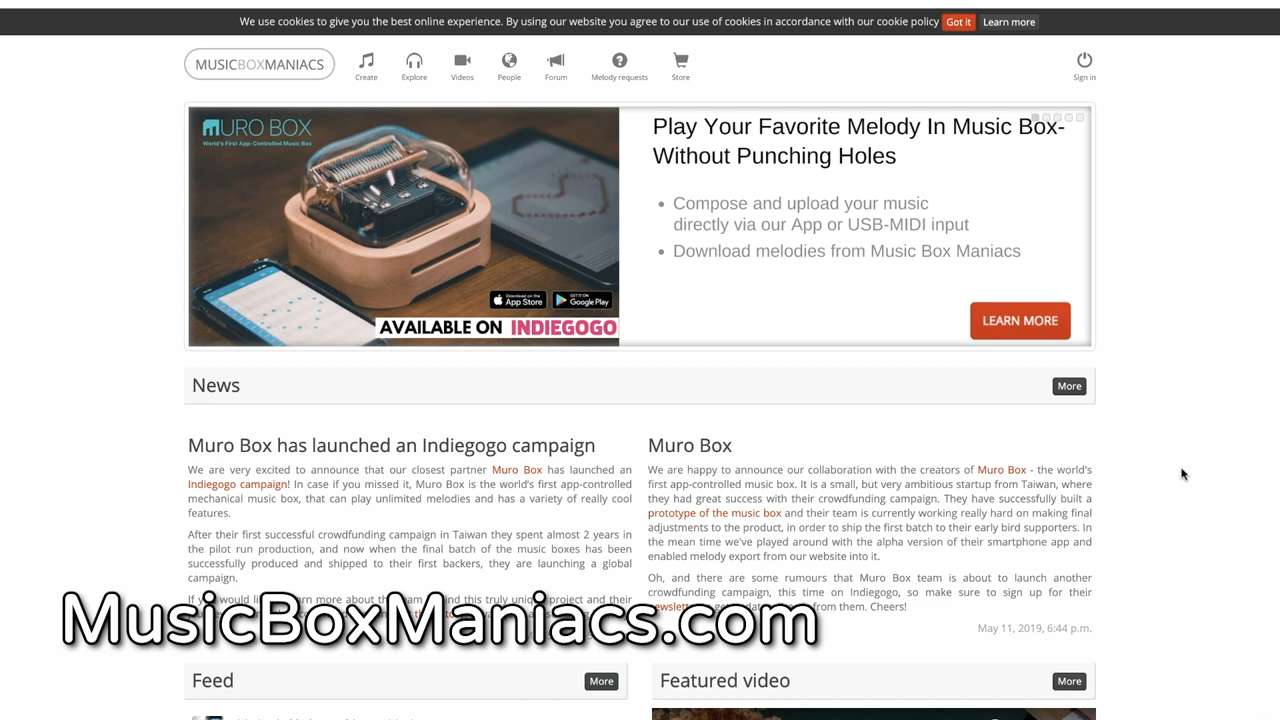 We use cookies to give you the best online experience. By using our website you agree to our use of cookies in accordance with our cookie policy Got it Learn more
MUSICBOXMANIACS
Create Explore Videos People Forum Melody requests Store Sign in
MURO BOX
World's First App-Controlled Music Box
Download on the App Store GET IT ON Google Play
AVAILABLE ON INDIEGOGO
Play Your Favorite Melody In Music Box-
Without Punching Holes
• Compose and upload your music
directly via our App or USB-MIDI input
• Download melodies from Music Box Maniacs
LEARN MORE
News More
Muro Box has launched an Indiegogo campaign
We are very excited to announce that our closest partner Muro Box has launched an
Indiegogo campaign! In case if you missed it, Muro Box is the world's first app-controlled
mechanical music box, that can play unlimited melodies and has a variety of really cool
features.
After their first successful crowdfunding campaign in Taiwan they spent almost 2 years in
the pilot run production, and now when the final batch of the music boxes has been
successfully produced and shipped to their first backers, they are launching a global
campaign.
Muro Box
We are happy to announce our collaboration with the creators of Muro Box - the world's
first app-controlled music box. It is a small, but very ambitious startup from Taiwan, where
they had great success with their crowdfunding campaign. They have successfully built a
prototype of the music box and their team is currently working really hard on making final
adjustments to the product, in order to ship the first batch to their early bird supporters. In
the mean time we've played around with the alpha version of their smartphone app and
enabled melody export from our website into it.
Oh, and there are some rumours that Muro Box team is about to launch another
crowdfunding campaign, this time on Indiegogo, so make sure to sign up for their
from them. Cheers!
May 11, 2019, 6:44 p.m.
MusicBoxManiacs.com
Feed More
Featured video More